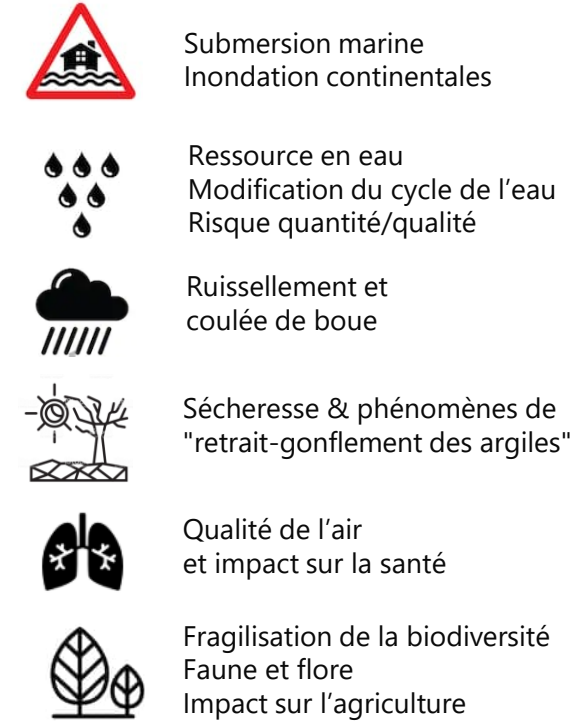 Submersion marine
Inondation continentales
Ressource en eau
Modification du cycle de l’eau
Risque quantité/qualité
Ruissellement et
coulée de boue
Sécheresse & phénomènes de
"retrait-gonflement des argiles"
Qualité de l’air
et impact sur la santé
Fragilisation de la biodiversité
Faune et flore
Impact sur l’agriculture